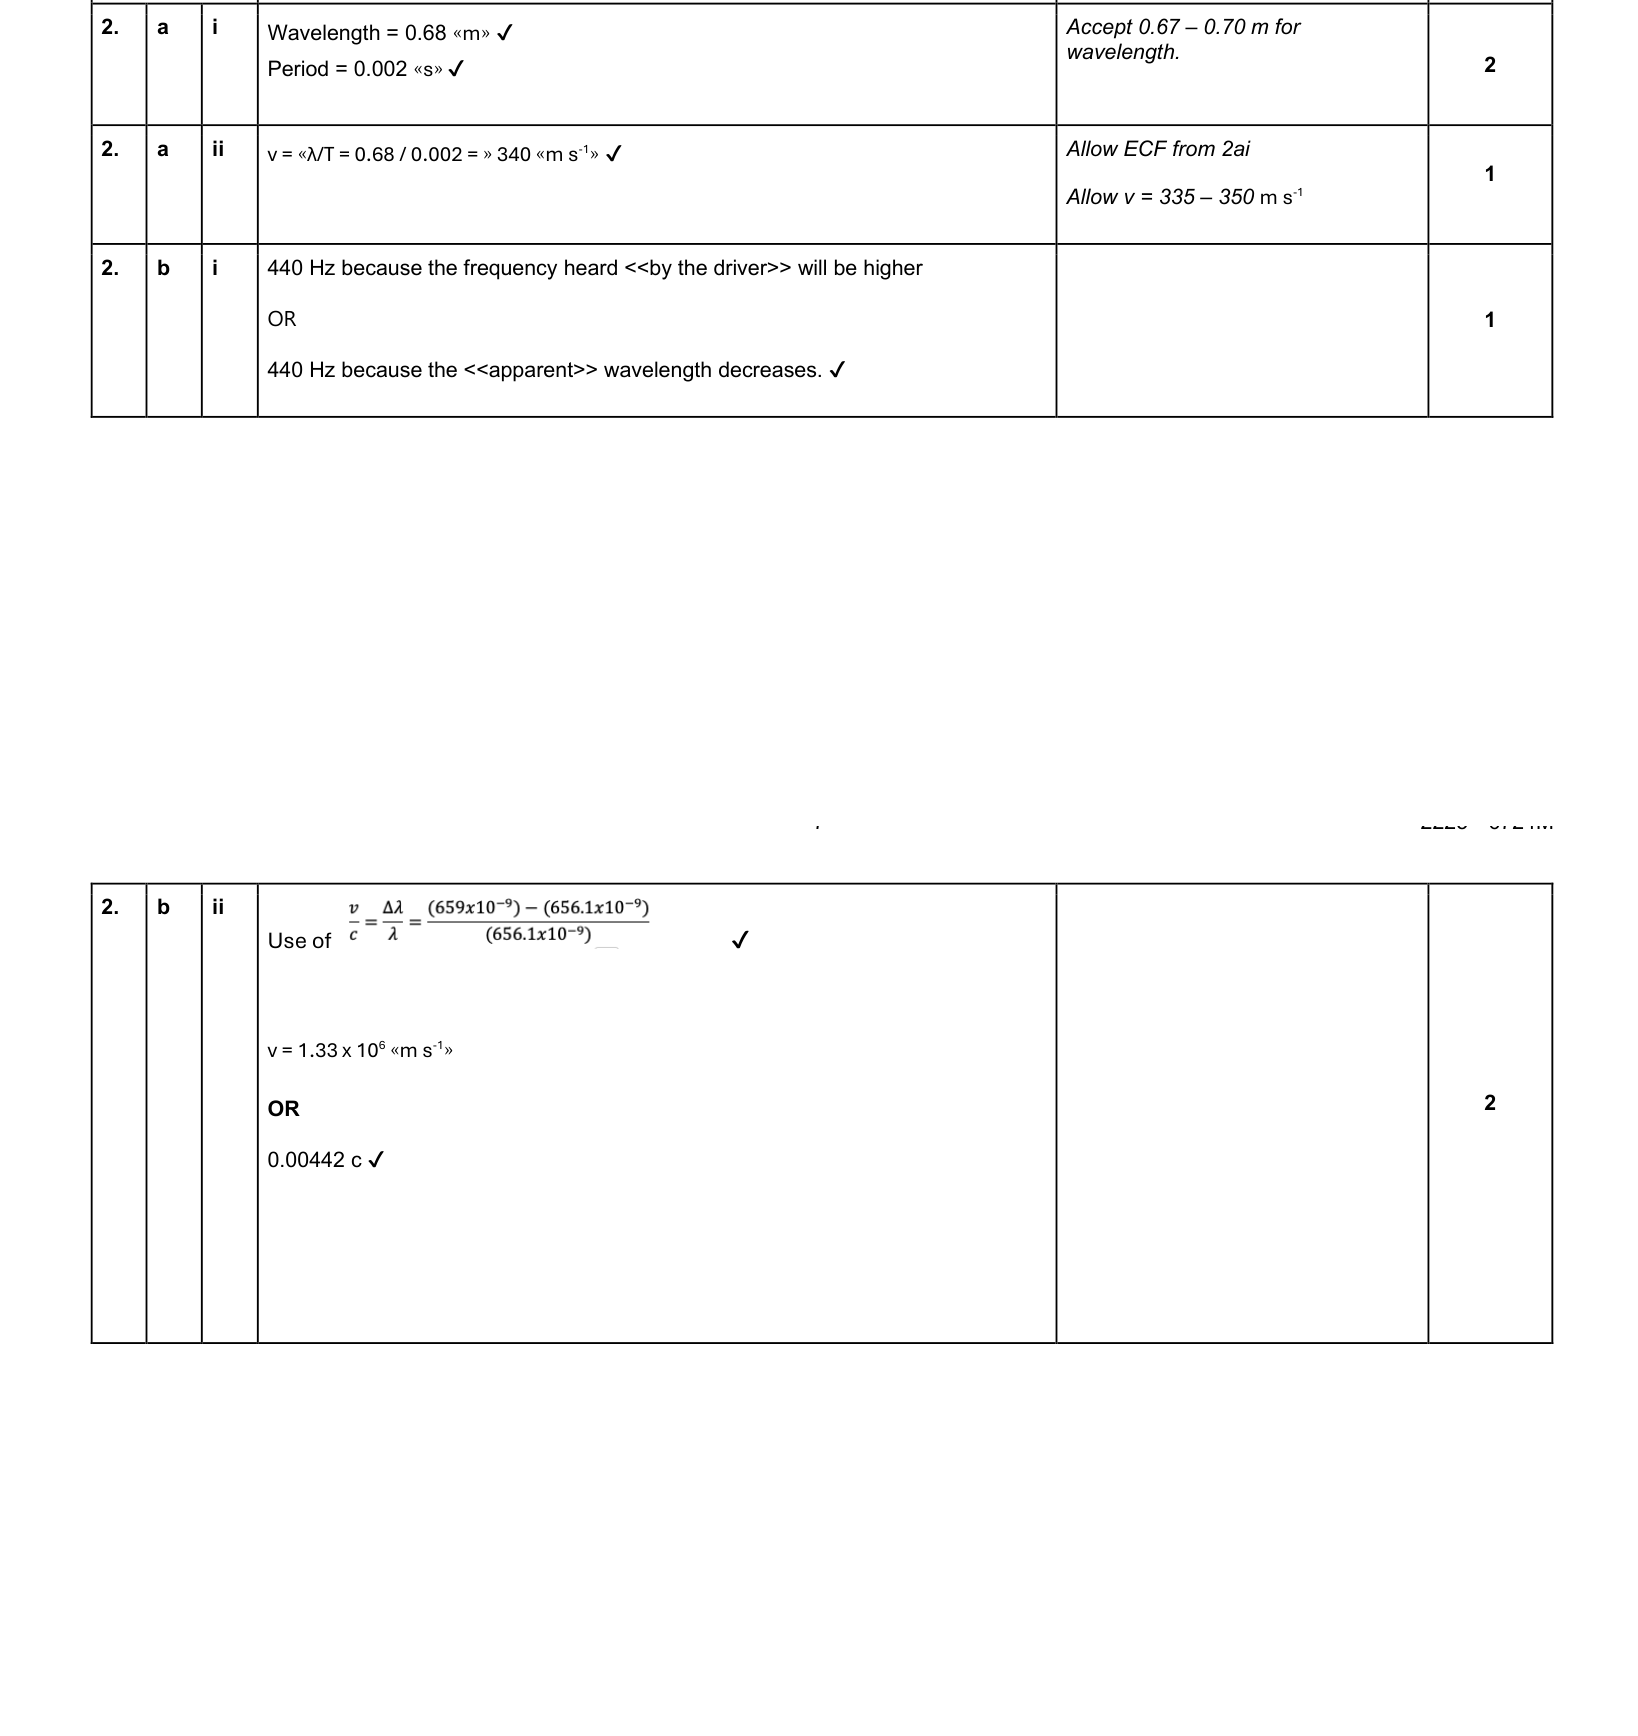 2. a i Wavelength = 0.68 «m» ✓ Accept 0.67 – 0.70 m for
wavelength.
Period = 0.002 «s» ✓
2
2. a ii v = «λ/T = 0.68 / 0.002 = » 340 «m s⁻¹» ✓ Allow ECF from 2ai
1
Allow v = 335 – 350 m s⁻¹
2. b i 440 Hz because the frequency heard <<by the driver>> will be higher
OR
1
440 Hz because the <<apparent>> wavelength decreases. ✓
2. b ii Use of v/c = Δλ/λ = ((659x10⁻⁹) − (656.1x10⁻⁹))/(656.1x10⁻⁹) ✓
v = 1.33 x 10⁶ «m s⁻¹»
OR
2
0.00442 c ✓